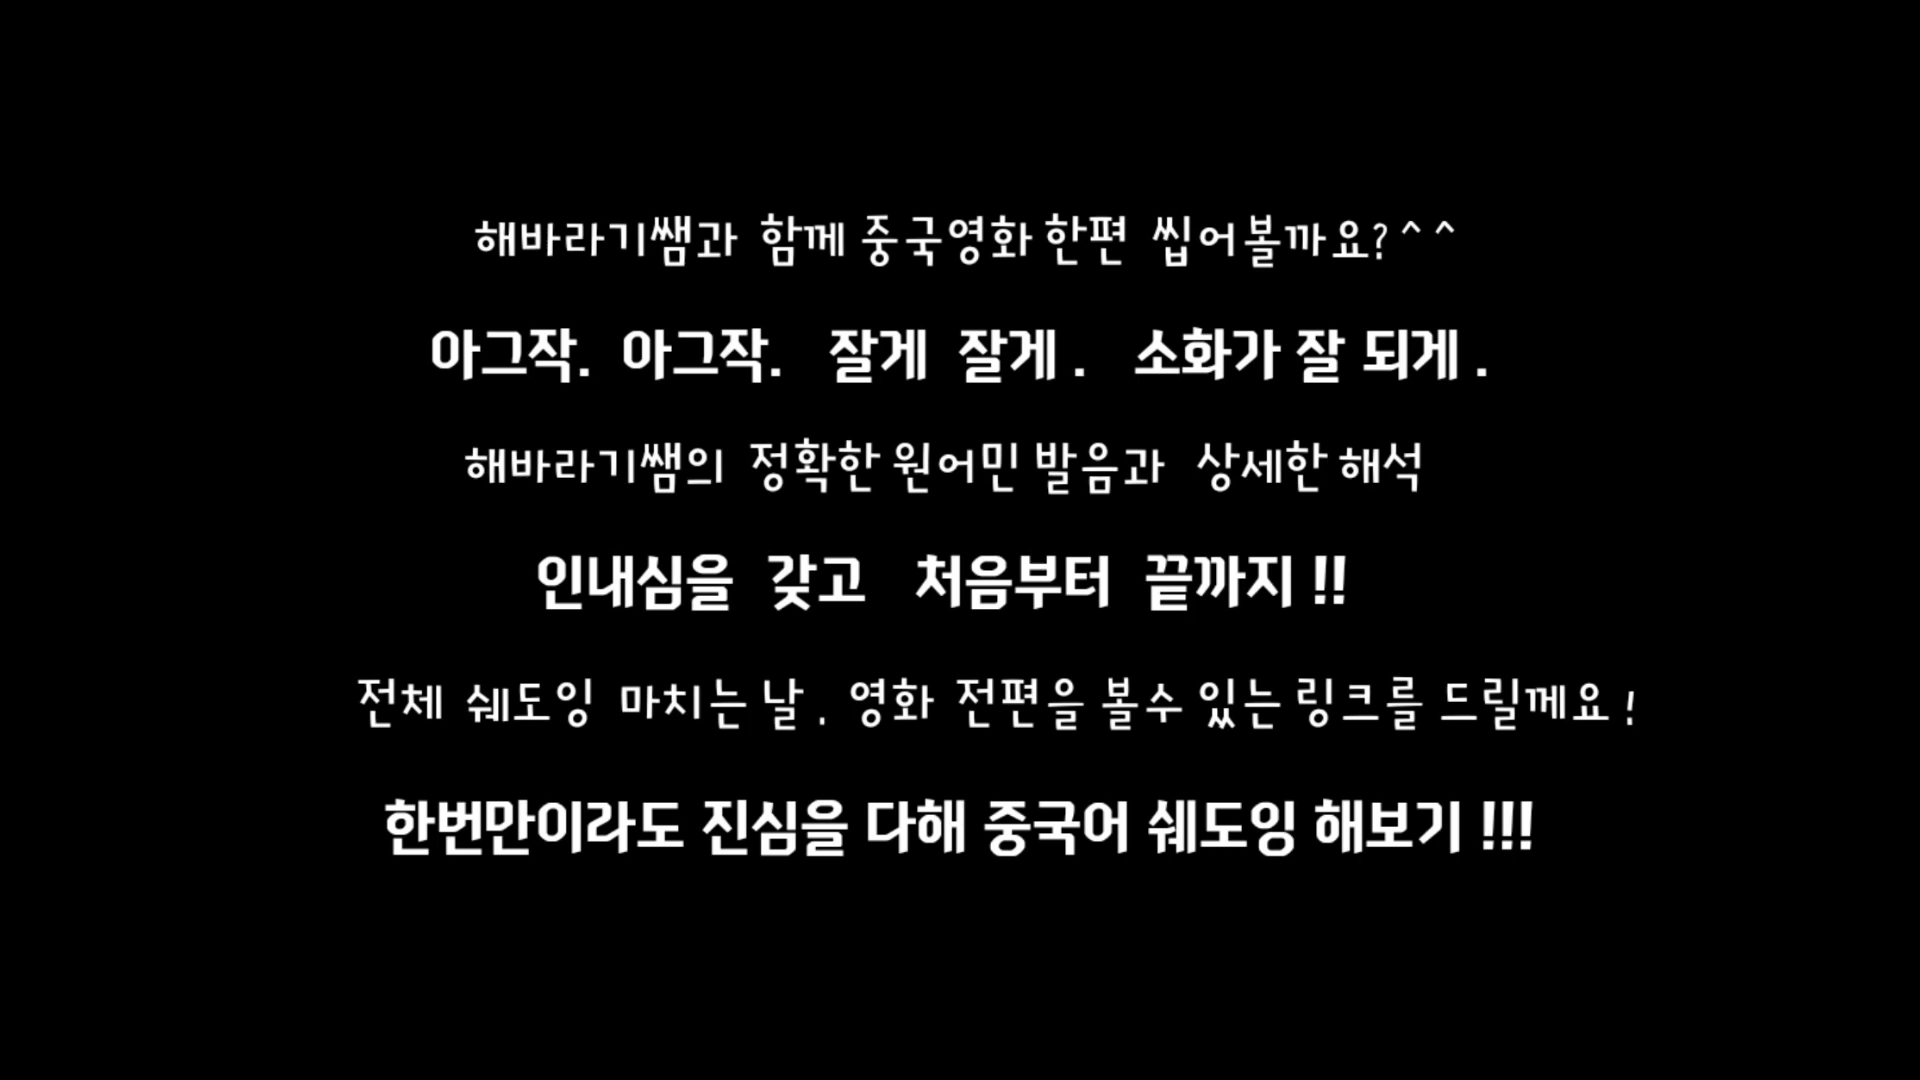 해바라기쌤과 함께 중국영화 한편 씹어볼까요?^^
아그작. 아그작. 잘게 잘게. 소화가 잘 되게.
해바라기쌤의 정확한 원어민 발음과 상세한 해석
인내심을 갖고 처음부터 끝까지 !!
전체 쉐도잉 마치는 날. 영화 전편을 볼수 있는 링크를 드릴께요!
한번만이라도 진심을 다해 중국어 쉐도잉 해보기 !!!